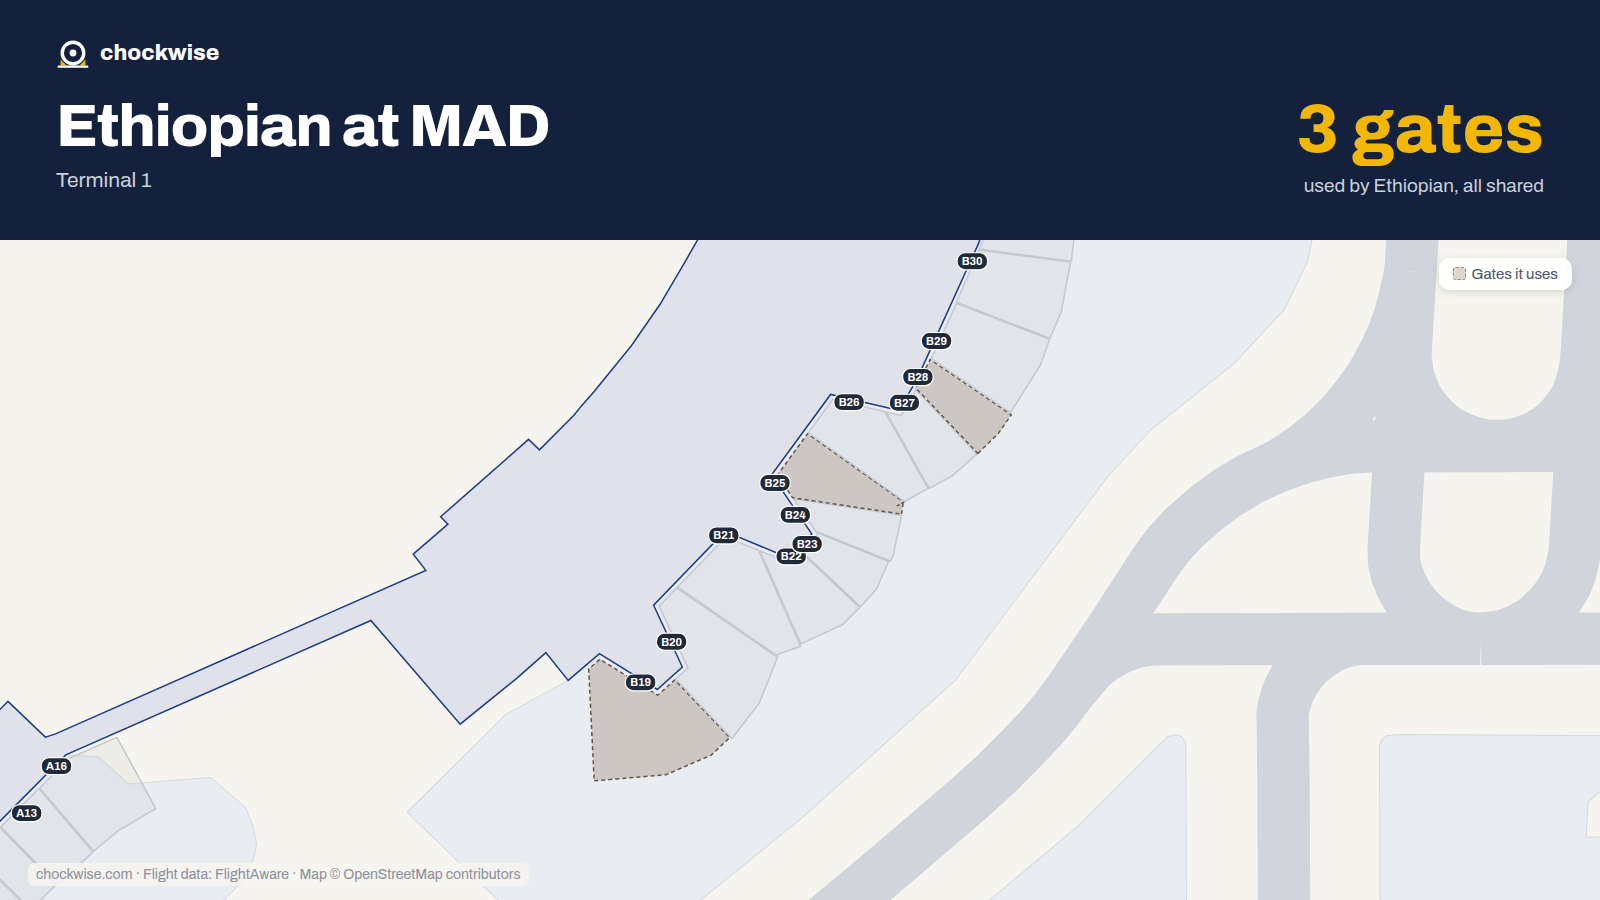 chockwise
Ethiopian at MAD
Terminal 1
3 gates
used by Ethiopian, all shared
Gates it uses
B30
B29
B28
B27
B26
B25
B24
B23
B22
B21
B20
B19
A16
A13
chockwise.com · Flight data: FlightAware · Map © OpenStreetMap contributors